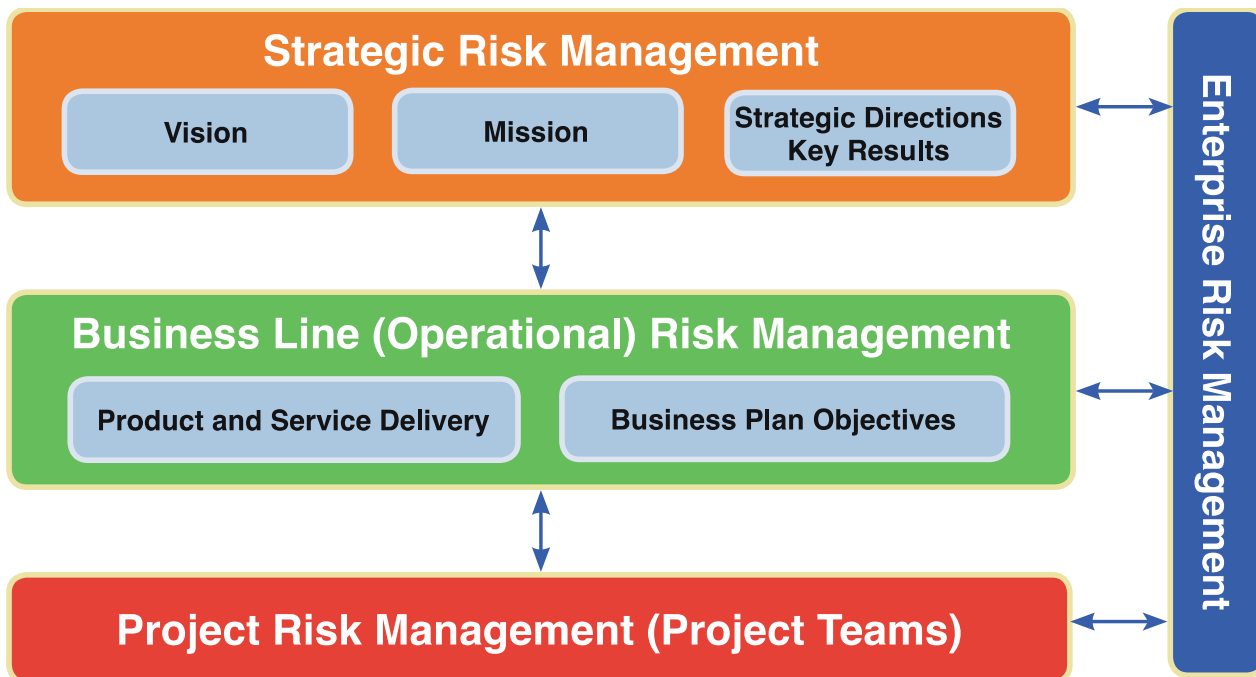 Strategic Risk Management
Vision
Mission
Strategic Directions
Key Results
Business Line (Operational) Risk Management
Product and Service Delivery
Business Plan Objectives
Project Risk Management (Project Teams)
Enterprise Risk Management